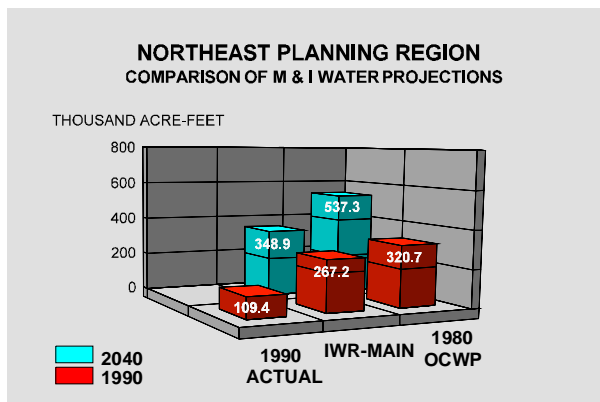 NORTHEAST PLANNING REGION
COMPARISON OF M & I WATER PROJECTIONS
THOUSAND ACRE-FEET
800
600
400
200
0
537.3
348.9
320.7
267.2
109.4
1990
ACTUAL
IWR-MAIN
1980
OCWP
2040
1990